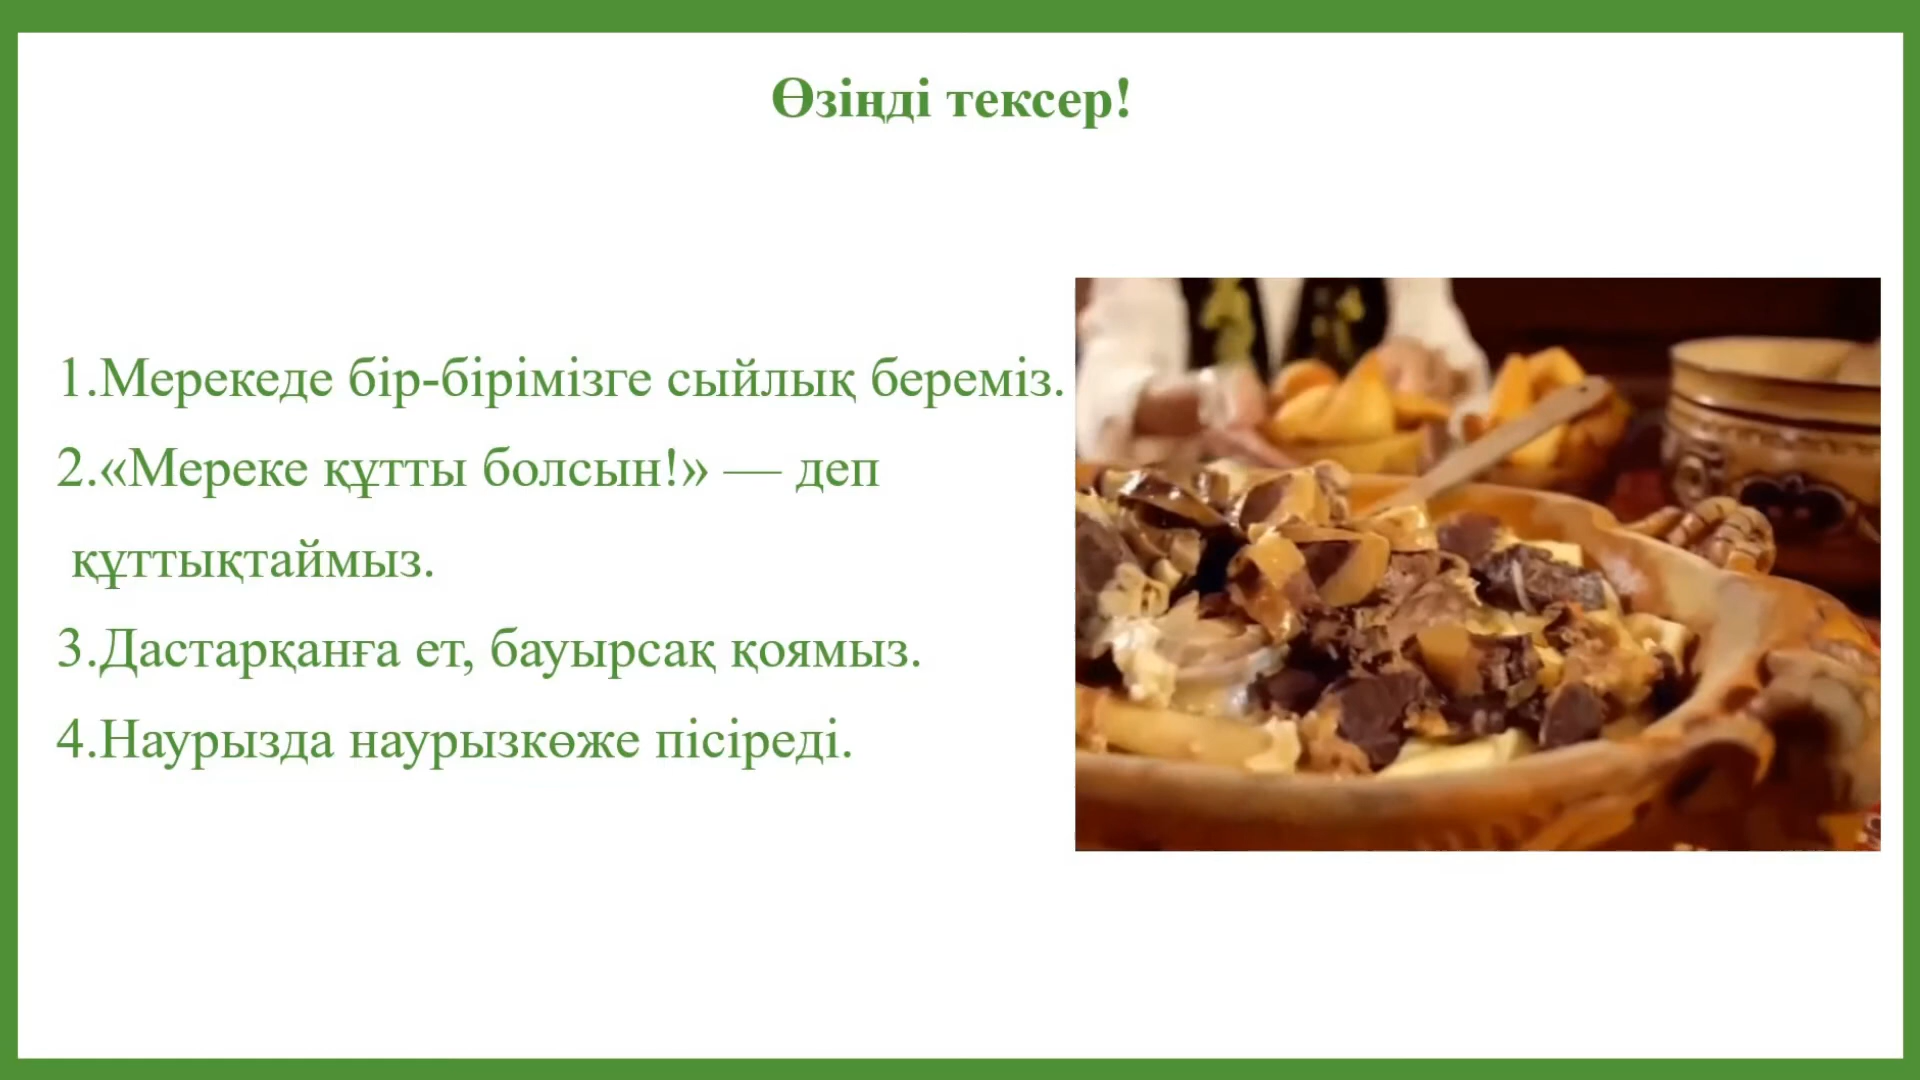 Өзіңді тексер!
1.Мерекеде бір-бірімізге сыйлық береміз.
2.«Мереке құтты болсын!» — деп
құттықтаймыз.
3.Дастарқанға ет, бауырсақ қоямыз.
4.Наурызда наурызкөже пісіреді.